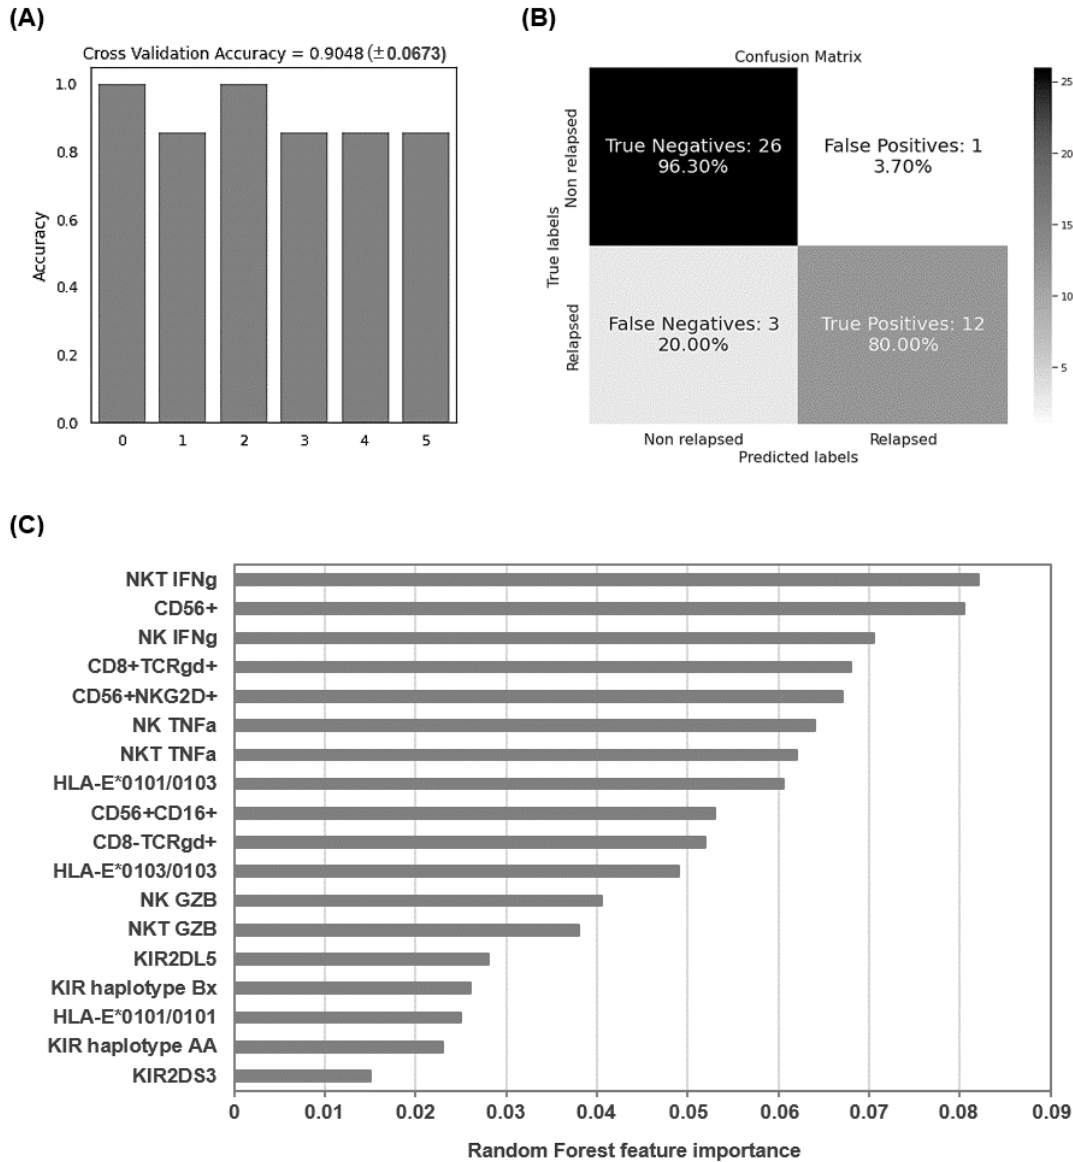 (A)
Cross Validation Accuracy = 0.9048 (±0.0673)
Accuracy
1.0
0.8
0.6
0.4
0.2
0.0
0 1 2 3 4 5
(B)
Confusion Matrix
True labels
Non relapsed
Relapsed
True Negatives: 26
96.30%
False Positives: 1
3.70%
False Negatives: 3
20.00%
True Positives: 12
80.00%
Non relapsed Relapsed
Predicted labels
25
20
15
10
5
(C)
NKT IFNg
CD56+
NK IFNg
CD8+TCRgd+
CD56+NKG2D+
NK TNFa
NKT TNFa
HLA-E*0101/0103
CD56+CD16+
CD8-TCRgd+
HLA-E*0103/0103
NK GZB
NKT GZB
KIR2DL5
KIR haplotype Bx
HLA-E*0101/0101
KIR haplotype AA
KIR2DS3
0 0.01 0.02 0.03 0.04 0.05 0.06 0.07 0.08 0.09
Random Forest feature importance